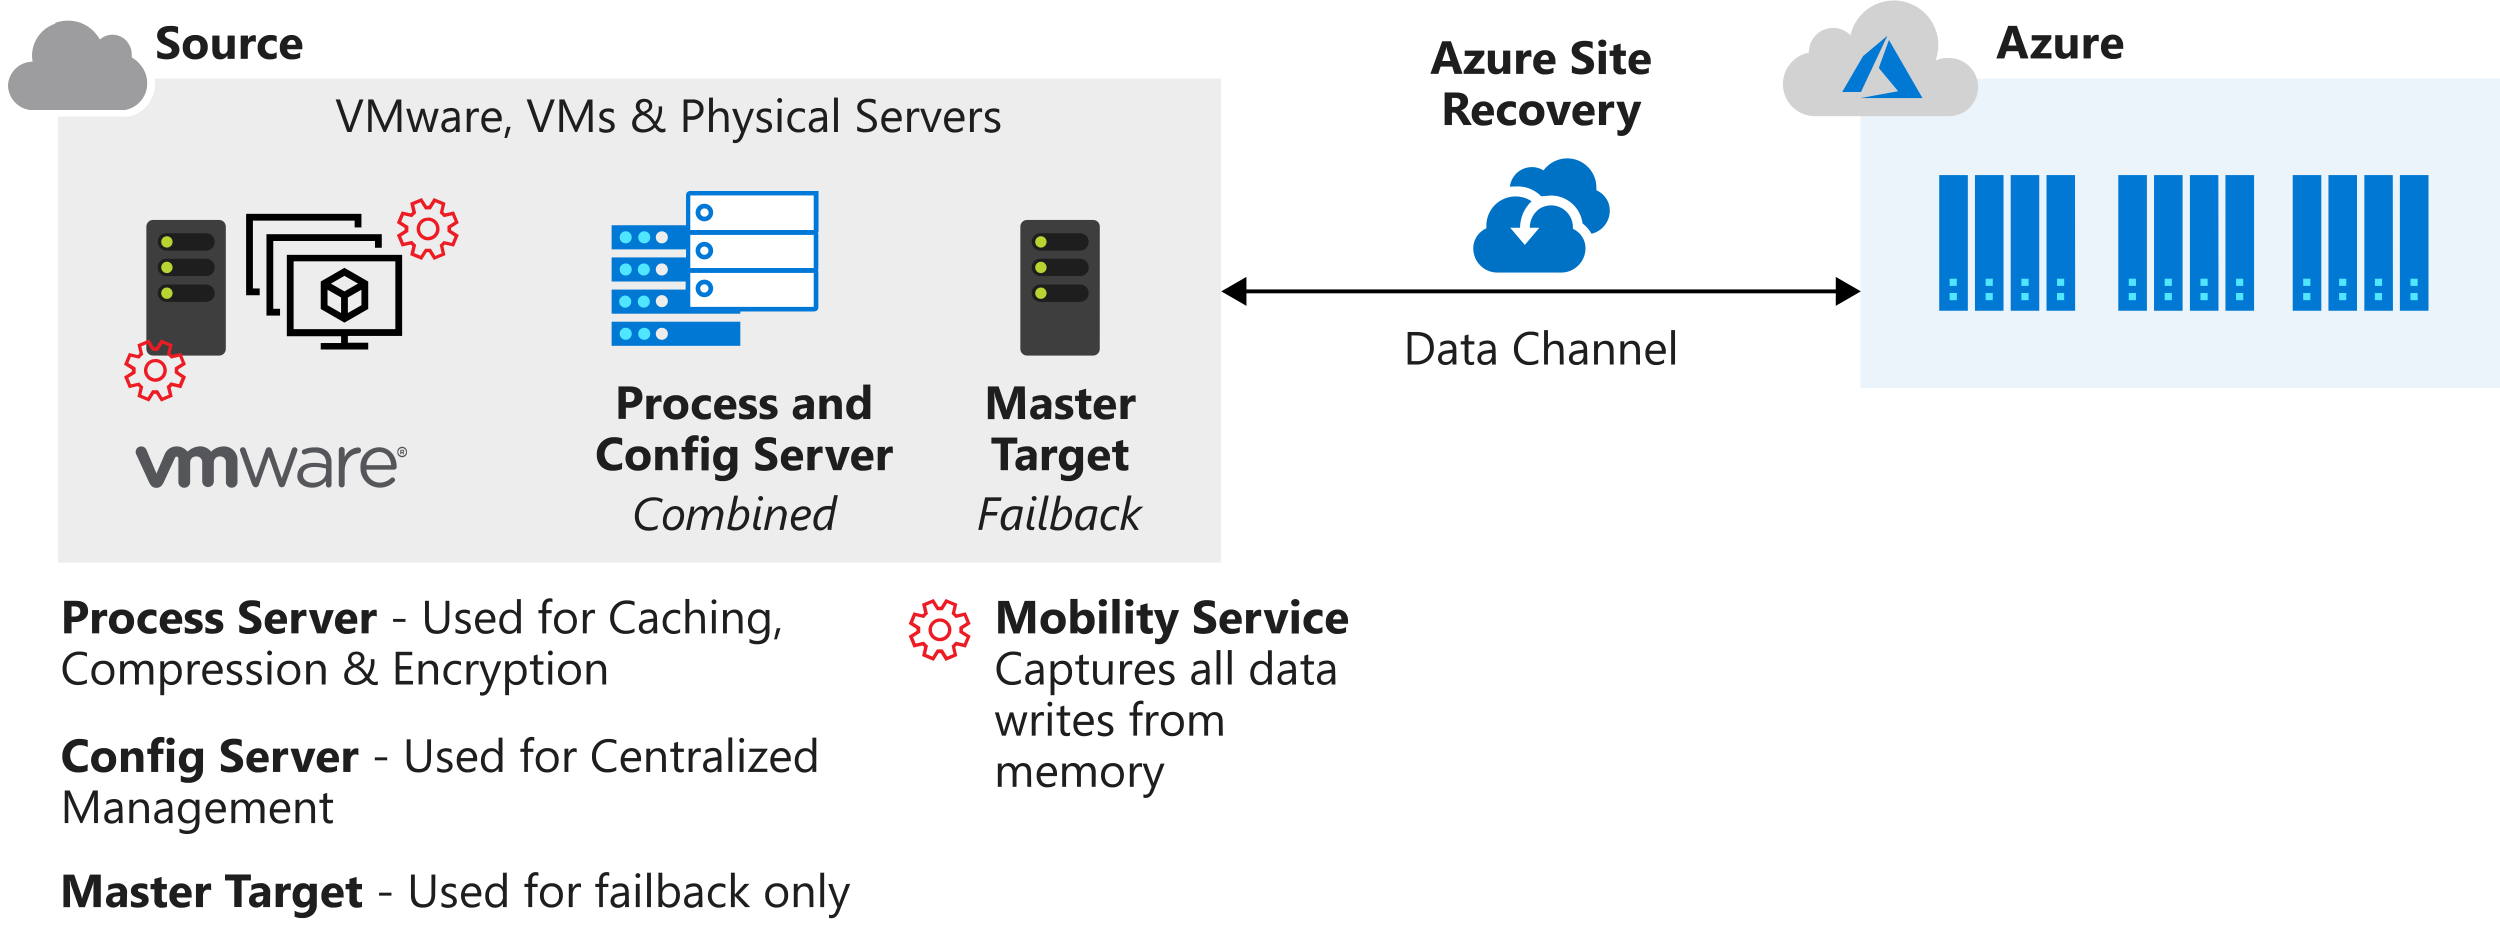 Source
VMware, VMs & Physical Servers
vmware®
Process and
Config Server
Combined
Master
Target
Failback
Azure Site
Recovery
Data Channel
Azure
Process Server - Used for Caching,
Compression & Encryption
Config Server - Used for Centralized
Management
Master Target - Used for failback only
Mobility Service
Captures all data
writes from
memory